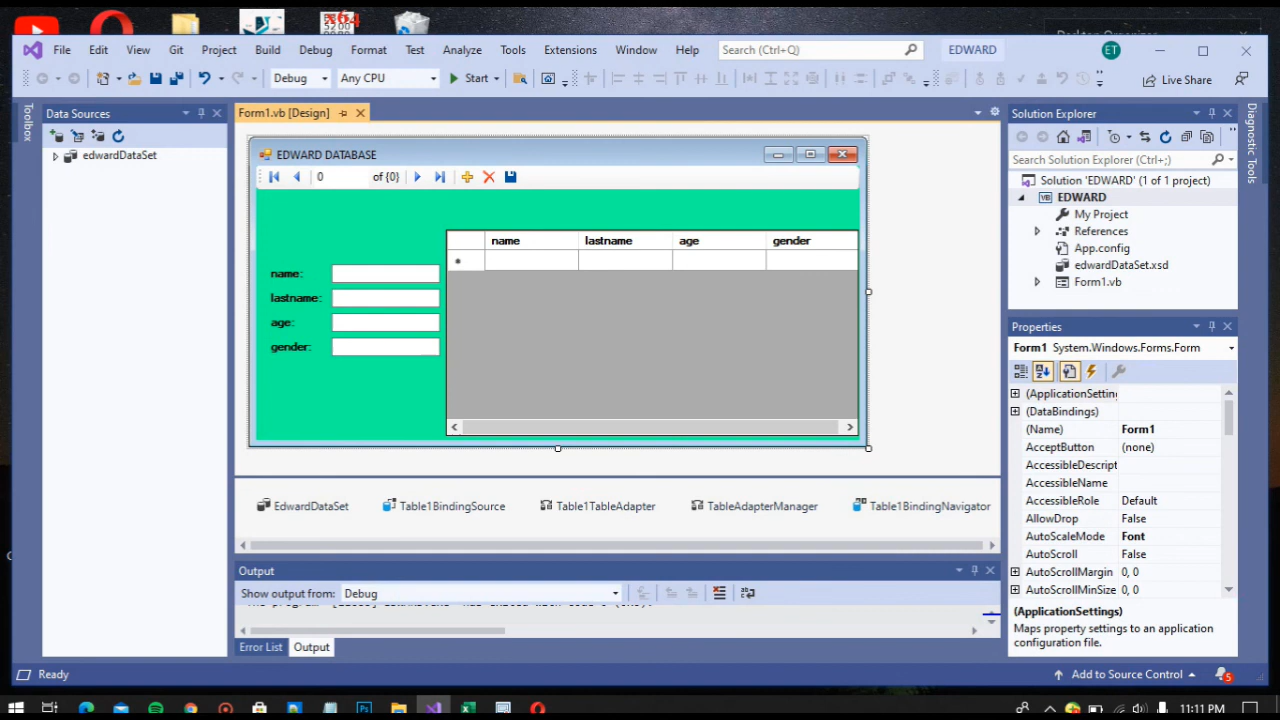 x64
File Edit View Git Project Build Debug Format Test Analyze Tools Extensions Window Help Search (Ctrl+Q) EDWARD ET
Debug Any CPU Start Live Share
Toolbox
Data Sources
edwardDataSet
Form1.vb [Design]
EDWARD DATABASE
0 of {0}
name lastname age gender
name:
lastname:
age:
gender:
EdwardDataSet Table1BindingSource Table1TableAdapter TableAdapterManager Table1BindingNavigator
Output
Show output from: Debug
Error List Output
Solution Explorer
Search Solution Explorer (Ctrl+;)
Solution 'EDWARD' (1 of 1 project)
VB EDWARD
My Project
References
App.config
edwardDataSet.xsd
Form1.vb
Diagnostic Tools
Properties
Form1 System.Windows.Forms.Form
(ApplicationSetting
(DataBindings)
(Name) Form1
AcceptButton (none)
AccessibleDescript
AccessibleName
AccessibleRole Default
AllowDrop False
AutoScaleMode Font
AutoScroll False
AutoScrollMargin 0, 0
AutoScrollMinSize 0, 0
(ApplicationSettings)
Maps property settings to an application
configuration file.
Ready Add to Source Control 5
11:11 PM